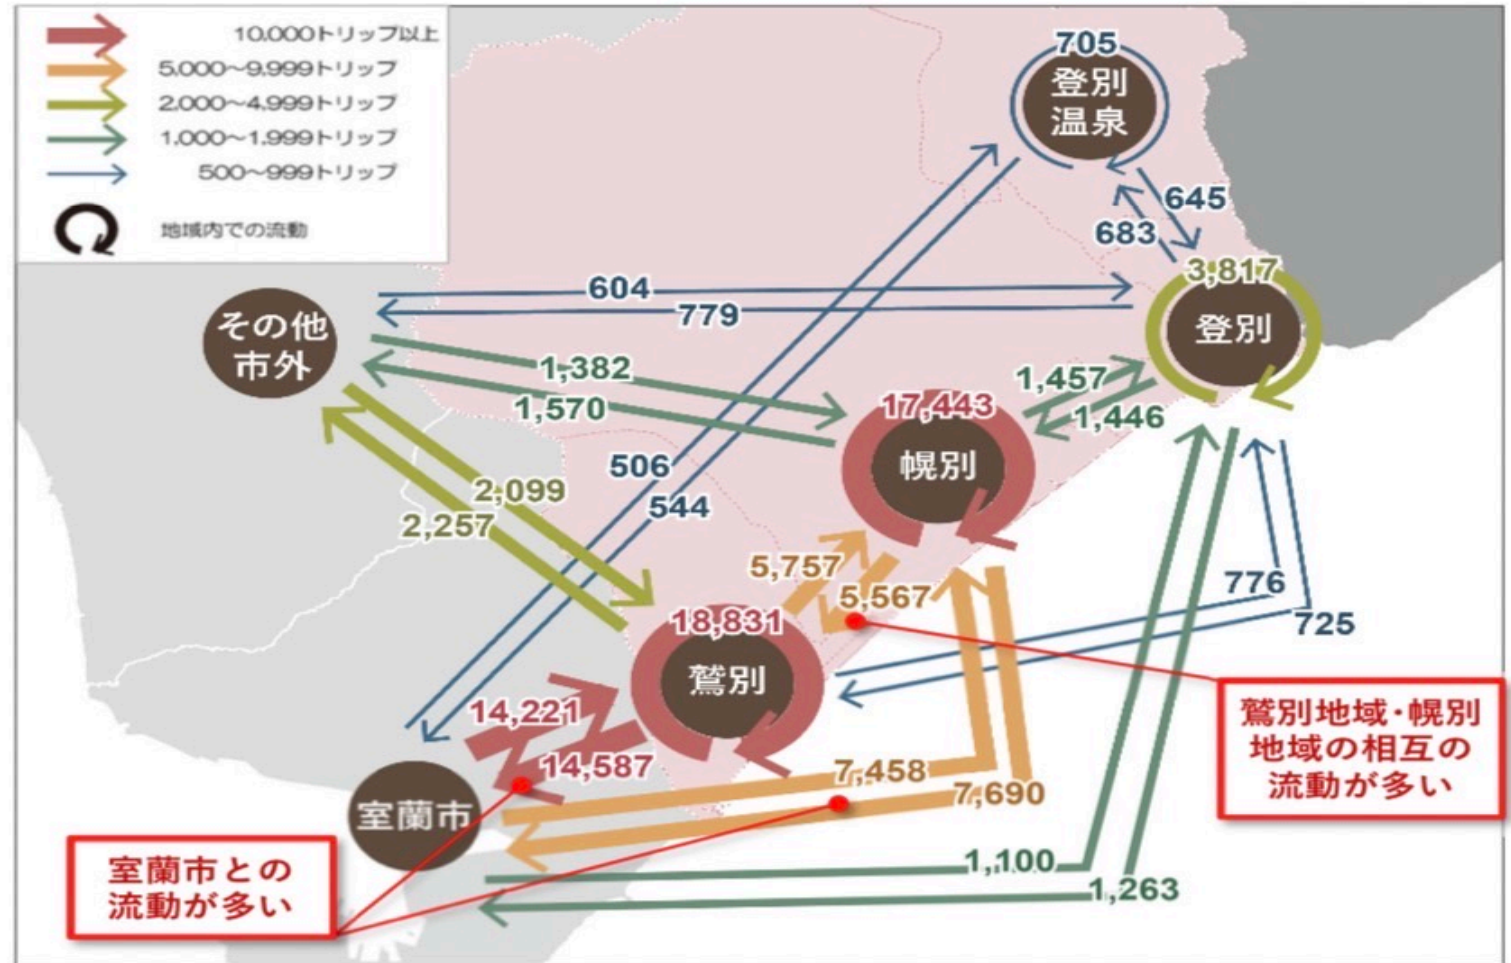 10,000トリップ以上
5,000～9,999トリップ
2,000～4,999トリップ
1,000～1,999トリップ
500～999トリップ
地域内での流動
705
登別
温泉
645
683
3,817
登別
604
779
その他
市外
1,382
1,570
1,457
1,446
17,443
幌別
506
544
2,099
2,257
5,757
5,567
776
725
18,831
鷲別
14,221
14,587
7,458
7,690
室蘭市
1,100
1,263
鷲別地域・幌別
地域の相互の
流動が多い
室蘭市との
流動が多い